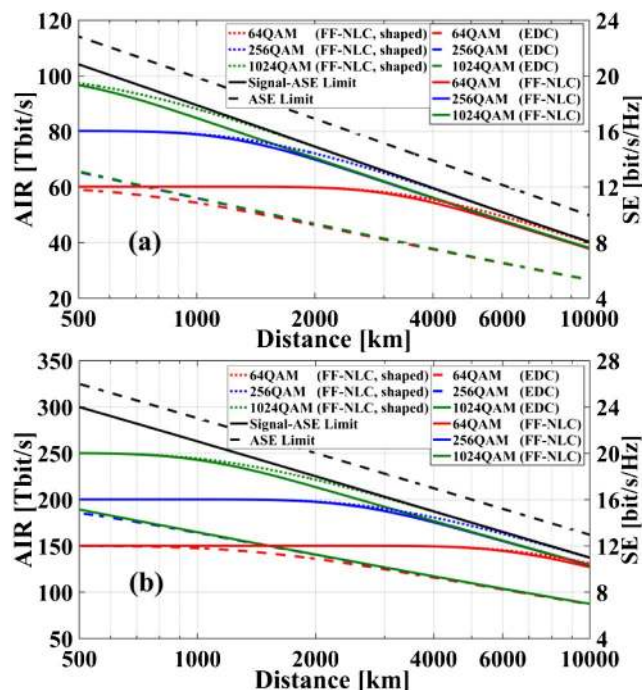 120
100
80
60
40
20
AIR [Tbit/s]
64QAM (FF-NLC, shaped)
256QAM (FF-NLC, shaped)
1024QAM (FF-NLC, shaped)
Signal-ASE Limit
ASE Limit
64QAM (EDC)
256QAM (EDC)
1024QAM (EDC)
64QAM (FF-NLC)
256QAM (FF-NLC)
1024QAM (FF-NLC)
24
20
16
12
8
4
SE [bit/s/Hz]
(a)
500 1000 2000 4000 6000 10000
Distance [km]
350
300
250
200
150
100
50
AIR [Tbit/s]
64QAM (FF-NLC, shaped)
256QAM (FF-NLC, shaped)
1024QAM (FF-NLC, shaped)
Signal-ASE Limit
ASE Limit
64QAM (EDC)
256QAM (EDC)
1024QAM (EDC)
64QAM (FF-NLC)
256QAM (FF-NLC)
1024QAM (FF-NLC)
28
24
20
16
12
8
4
SE [bit/s/Hz]
(b)
500 1000 2000 4000 6000 10000
Distance [km]